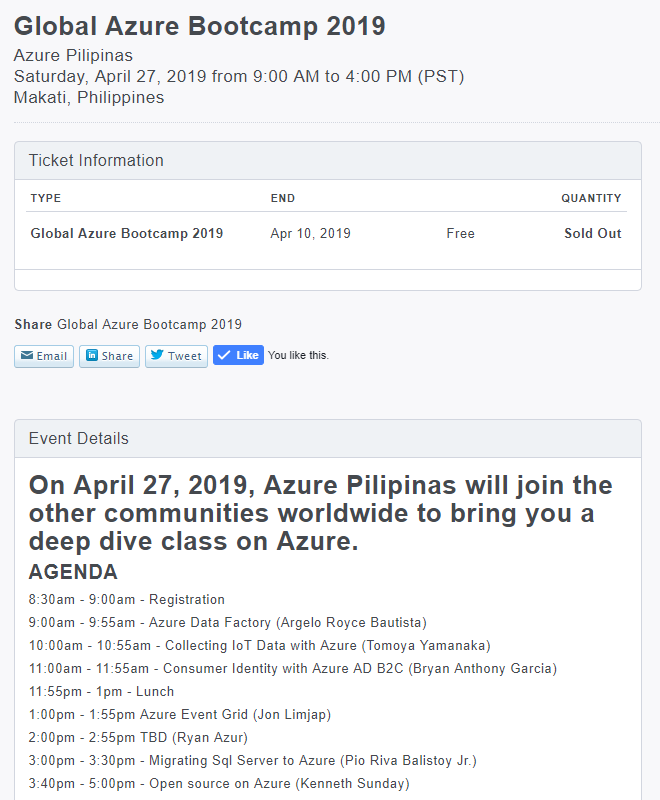 Global Azure Bootcamp 2019
Azure Pilipinas
Saturday, April 27, 2019 from 9:00 AM to 4:00 PM (PST)
Makati, Philippines
Ticket Information
TYPE END QUANTITY
Global Azure Bootcamp 2019 Apr 10, 2019 Free Sold Out
Share Global Azure Bootcamp 2019
Email Share Tweet Like You like this.
Event Details
On April 27, 2019, Azure Pilipinas will join the
other communities worldwide to bring you a
deep dive class on Azure.
AGENDA
8:30am - 9:00am - Registration
9:00am - 9:55am - Azure Data Factory (Argelo Royce Bautista)
10:00am - 10:55am - Collecting IoT Data with Azure (Tomoya Yamanaka)
11:00am - 11:55am - Consumer Identity with Azure AD B2C (Bryan Anthony Garcia)
11:55pm - 1pm - Lunch
1:00pm - 1:55pm Azure Event Grid (Jon Limjap)
2:00pm - 2:55pm TBD (Ryan Azur)
3:00pm - 3:30pm - Migrating Sql Server to Azure (Pio Riva Balistoy Jr.)
3:40pm - 5:00pm - Open source on Azure (Kenneth Sunday)